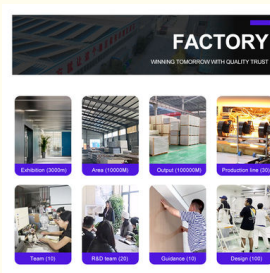 FACTORY
WINNING TOMORROW WITH QUALITY TRUST
Exhibition (3000m)
Area (10000M)
Output (100000M)
Production line (30)
Team (10)
R&D team (20)
Guidance (10)
Design (100)